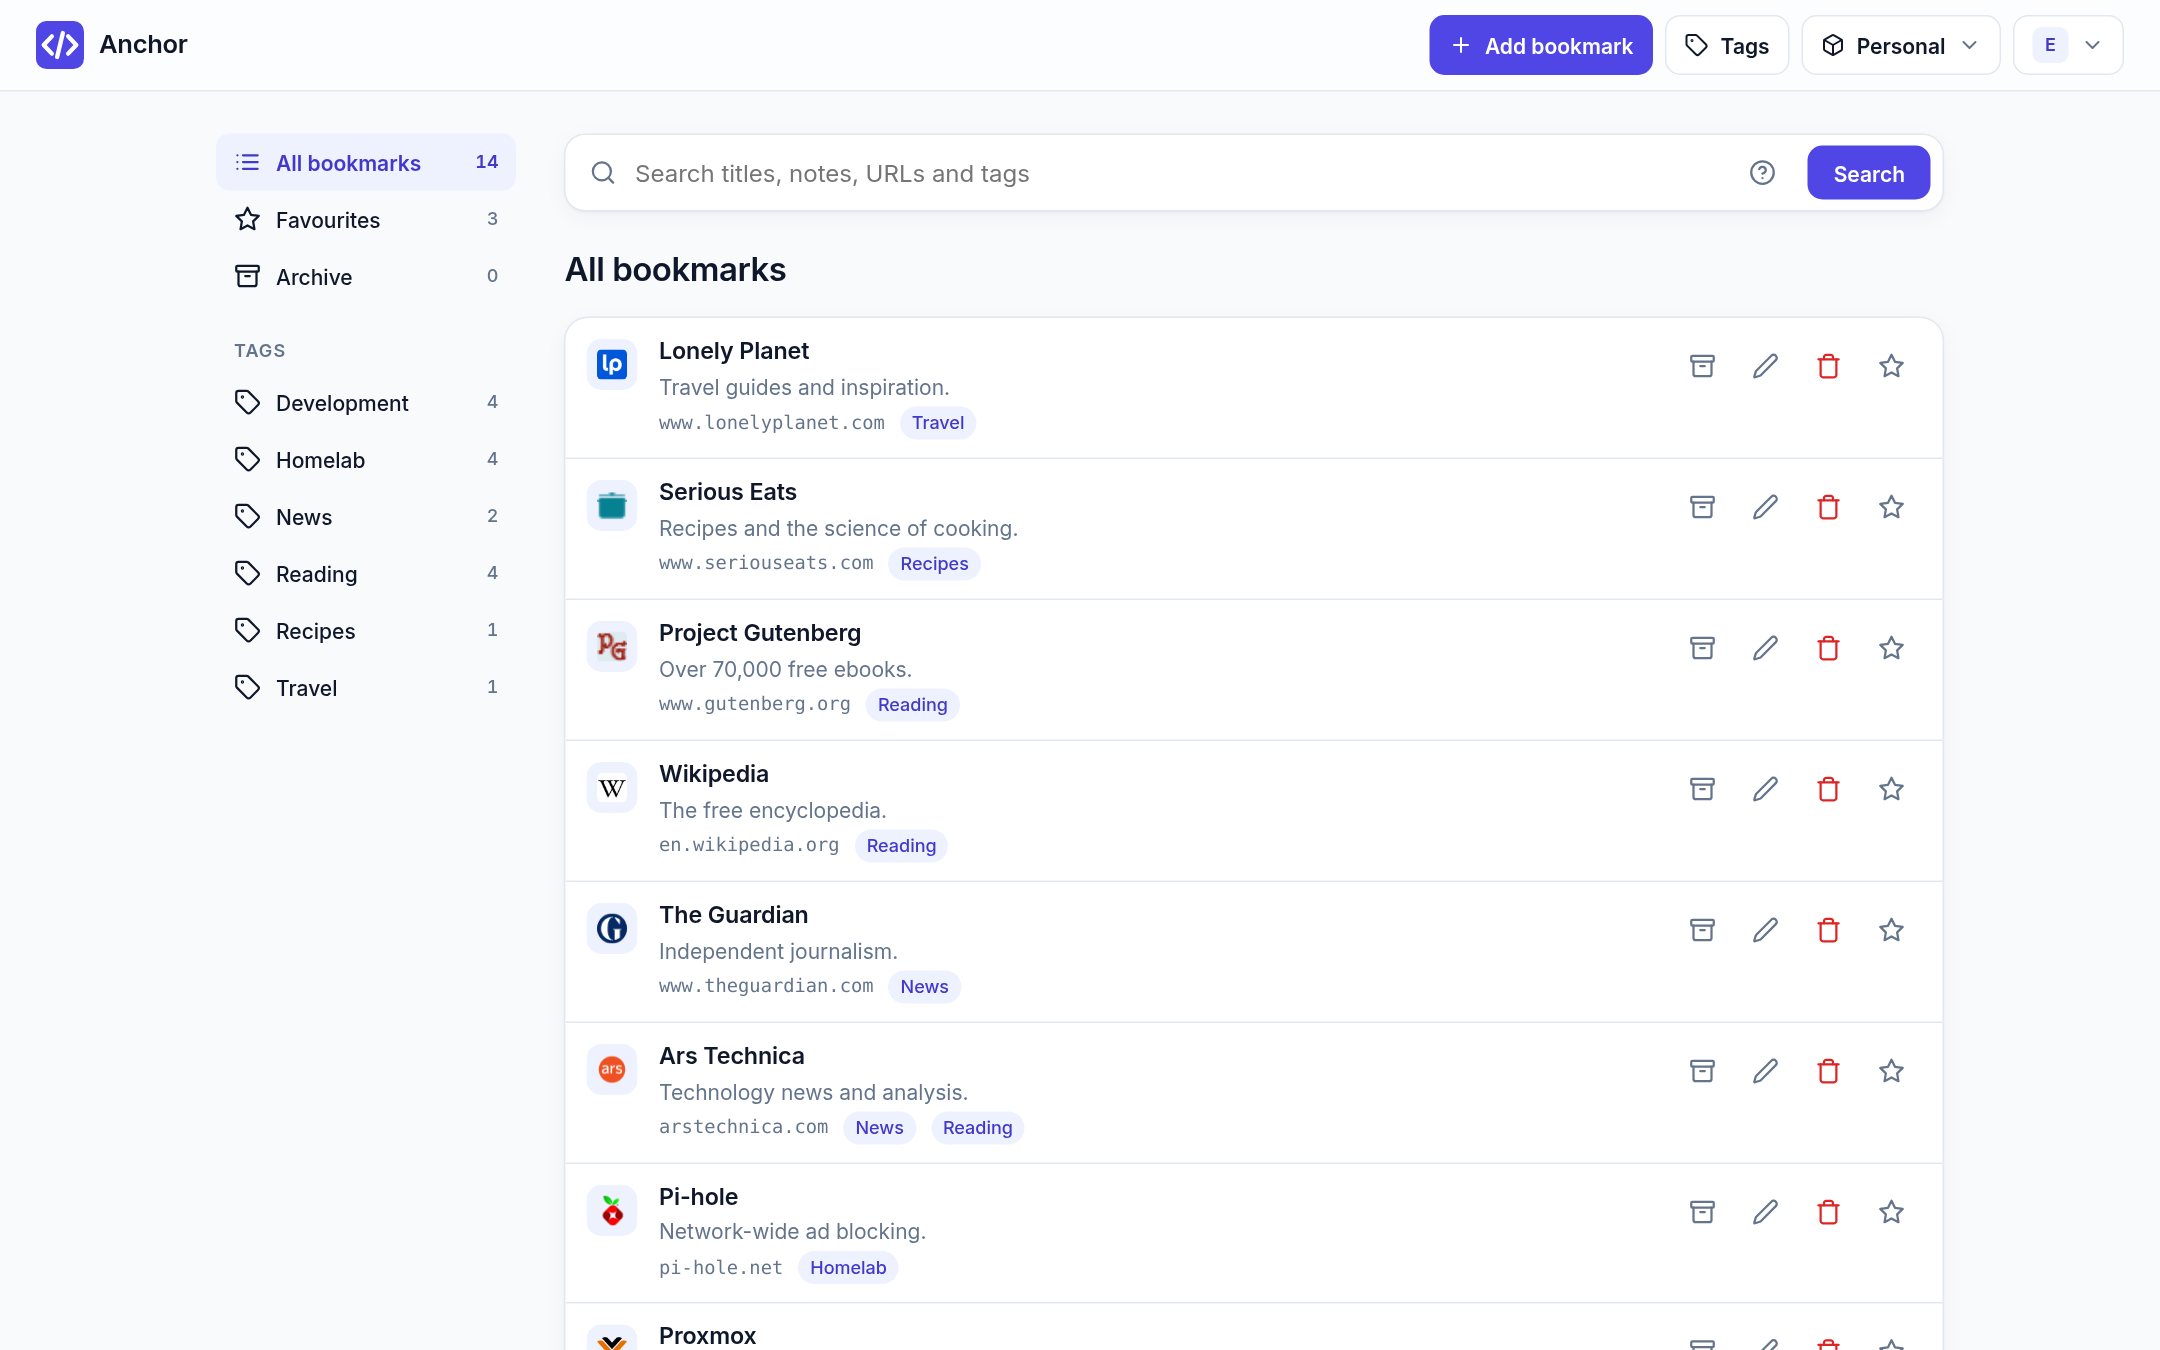 Anchor
Add bookmark
Tags
Personal
E
All bookmarks 14
Favourites 3
Archive 0
TAGS
Development 4
Homelab 4
News 2
Reading 4
Recipes 1
Travel 1
Search titles, notes, URLs and tags
Search
All bookmarks
lp
Lonely Planet
Travel guides and inspiration.
www.lonelyplanet.com Travel
Serious Eats
Recipes and the science of cooking.
www.seriouseats.com Recipes
PG
Project Gutenberg
Over 70,000 free ebooks.
www.gutenberg.org Reading
W
Wikipedia
The free encyclopedia.
en.wikipedia.org Reading
G
The Guardian
Independent journalism.
www.theguardian.com News
ars
Ars Technica
Technology news and analysis.
arstechnica.com News Reading
Pi-hole
Network-wide ad blocking.
pi-hole.net Homelab
Proxmox